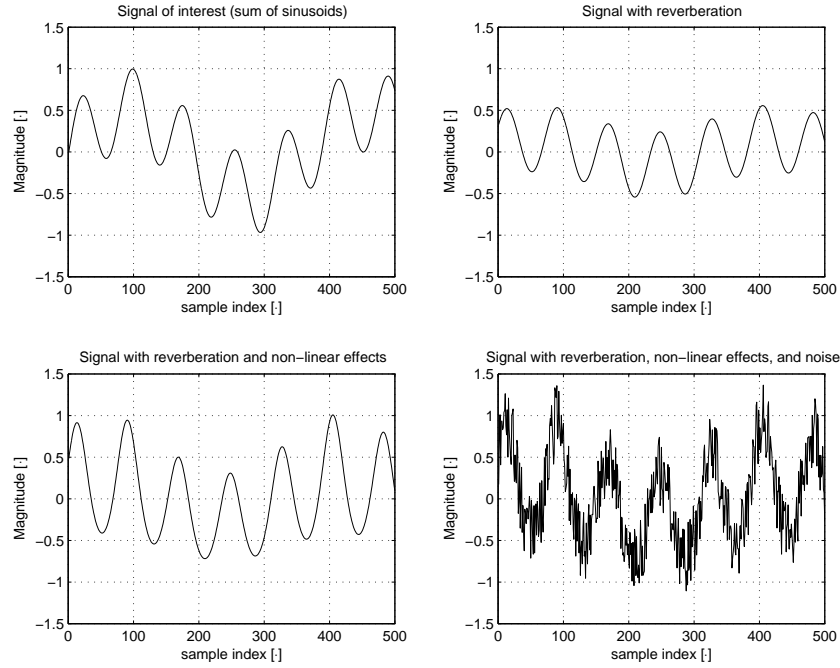 Signal of interest (sum of sinusoids)
1.5
1
0.5
0
−0.5
−1
−1.5
Magnitude [·]
0 100 200 300 400 500
sample index [·]
Signal with reverberation
1.5
1
0.5
0
−0.5
−1
−1.5
Magnitude [·]
0 100 200 300 400 500
sample index [·]
Signal with reverberation and non−linear effects
1.5
1
0.5
0
−0.5
−1
−1.5
Magnitude [·]
0 100 200 300 400 500
sample index [·]
Signal with reverberation, non−linear effects, and noise
1.5
1
0.5
0
−0.5
−1
−1.5
Magnitude [·]
0 100 200 300 400 500
sample index [·]